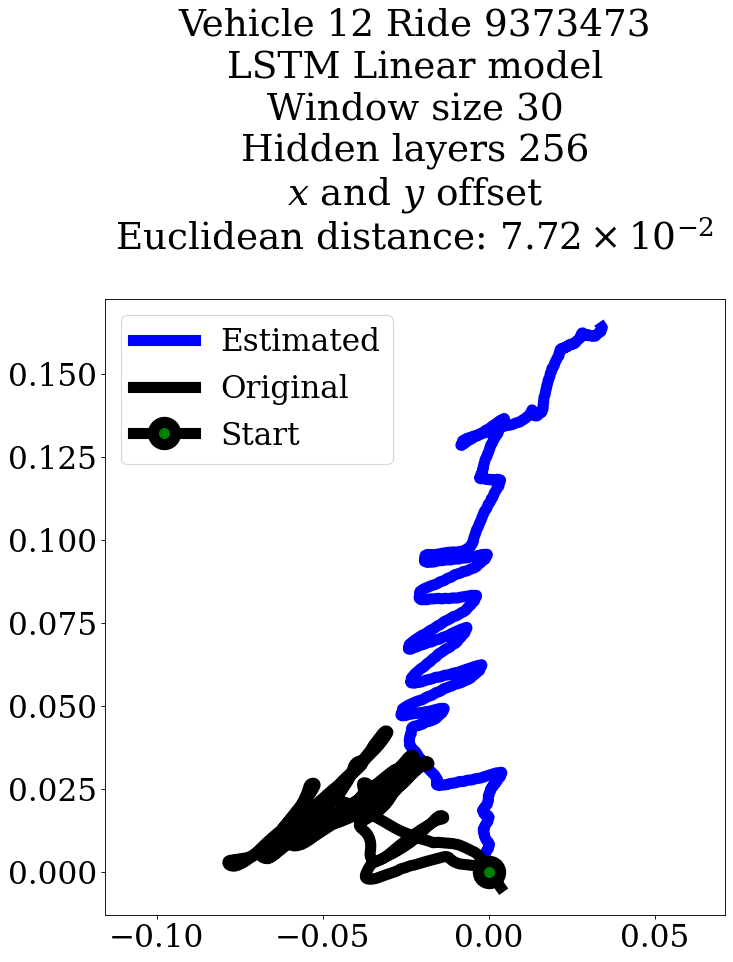 Vehicle 12 Ride 9373473
LSTM Linear model
Window size 30
Hidden layers 256
x and y offset
Euclidean distance: 7.72 × 10⁻²
Estimated
Original
Start
0.150
0.125
0.100
0.075
0.050
0.025
0.000
−0.10
−0.05
0.00
0.05